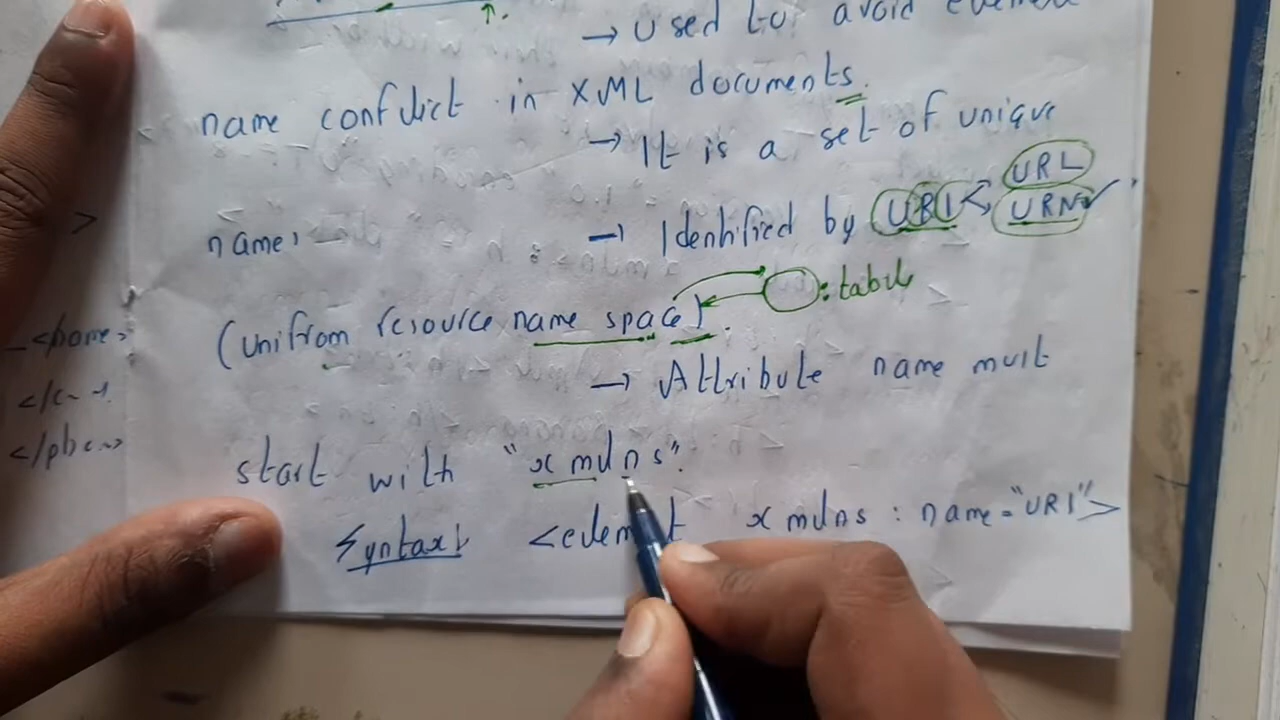 → Used to avoid element
name conflict in XML documents.
→ It is a set of unique
names
→ Identified by URI < URL
URN
: table
(Unifrom resource name space).
→ Attribute name must
start with "xmlns".
Syntax <element xmlns : name="URI">